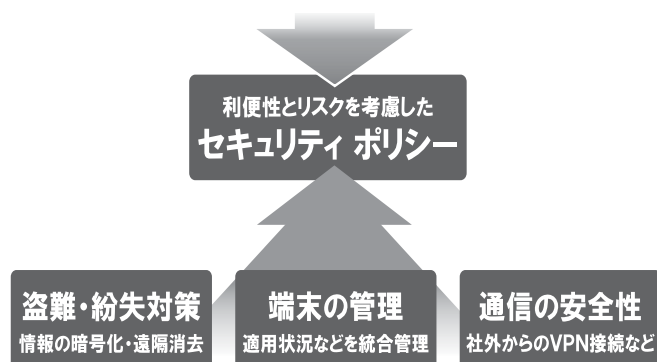 利便性とリスクを考慮した
セキュリティ ポリシー
盗難・紛失対策
情報の暗号化・遠隔消去
端末の管理
適用状況などを統合管理
通信の安全性
社外からのVPN接続など